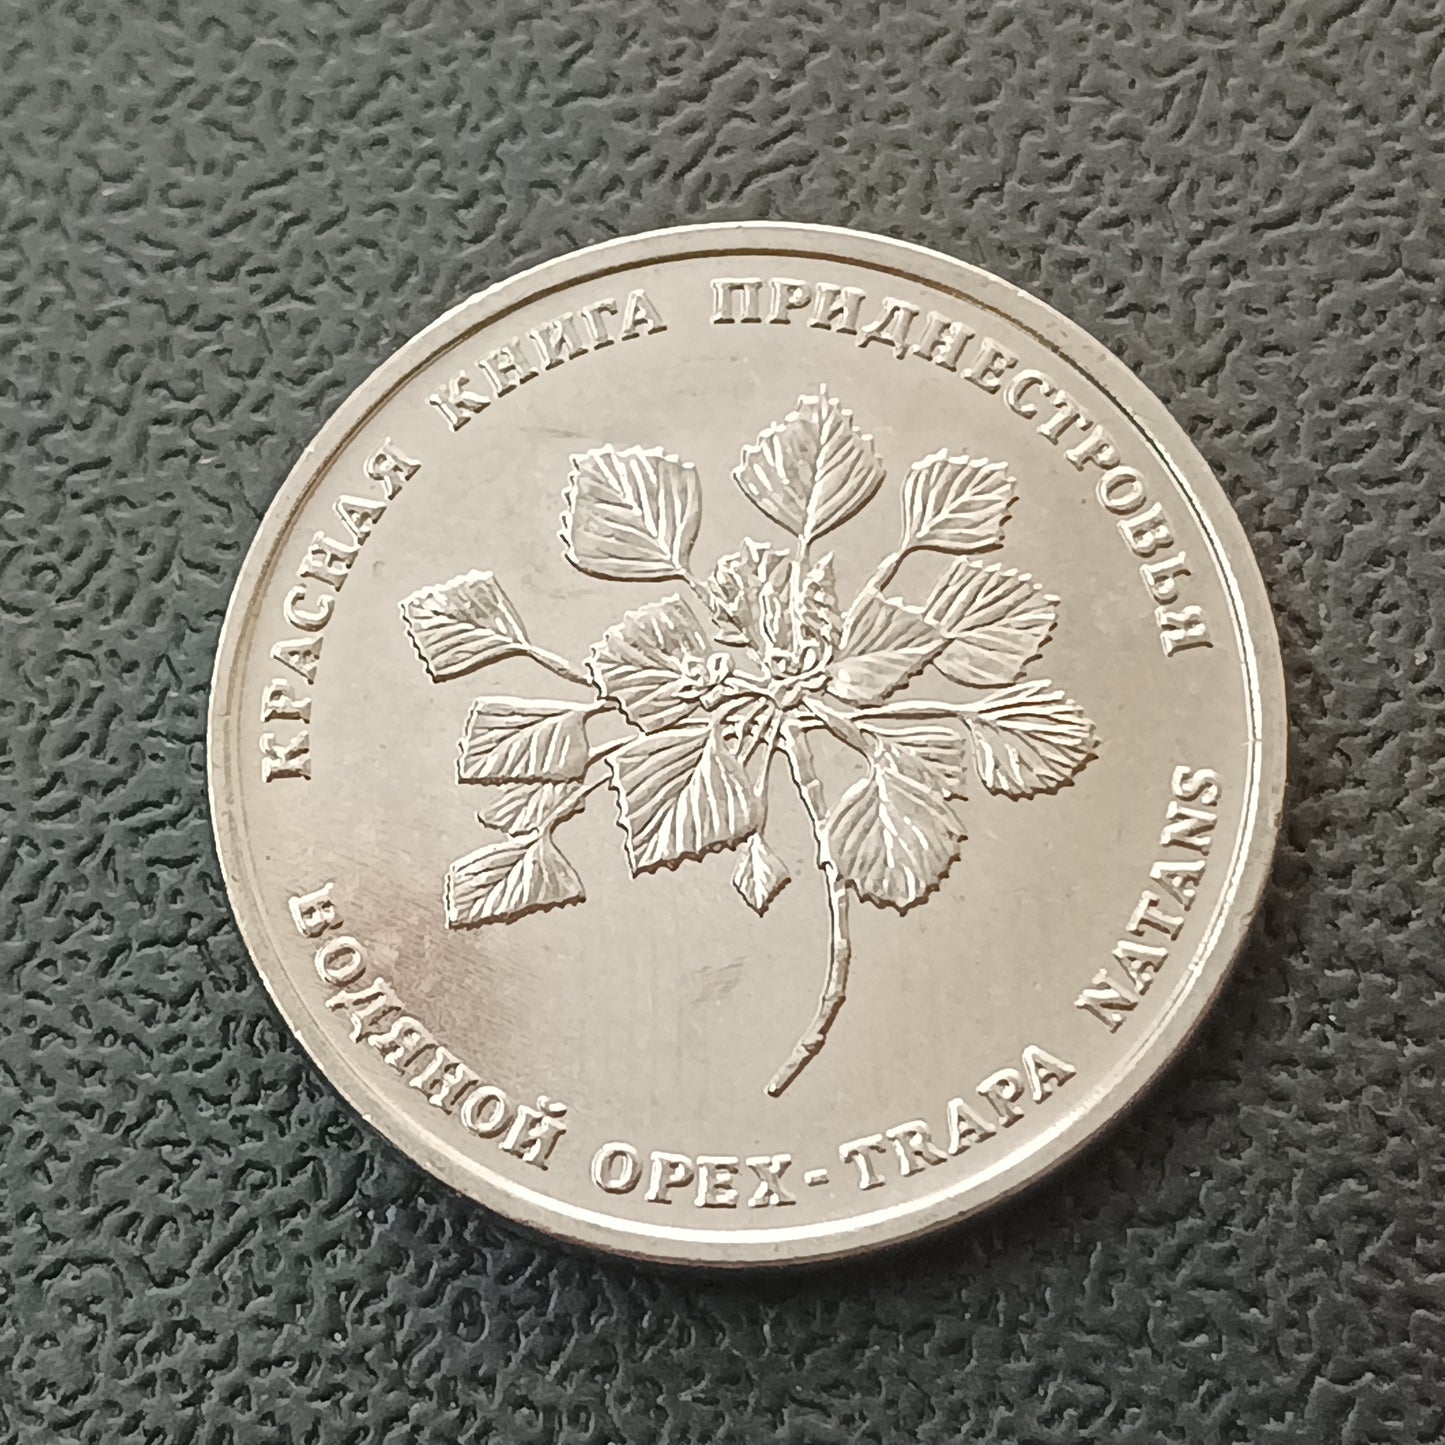 КРАСНАЯ КНИГА ПРИДНЕСТРОВЬЯ
ВОДЯНОЙ ОРЕХ-TRAPA NATANS